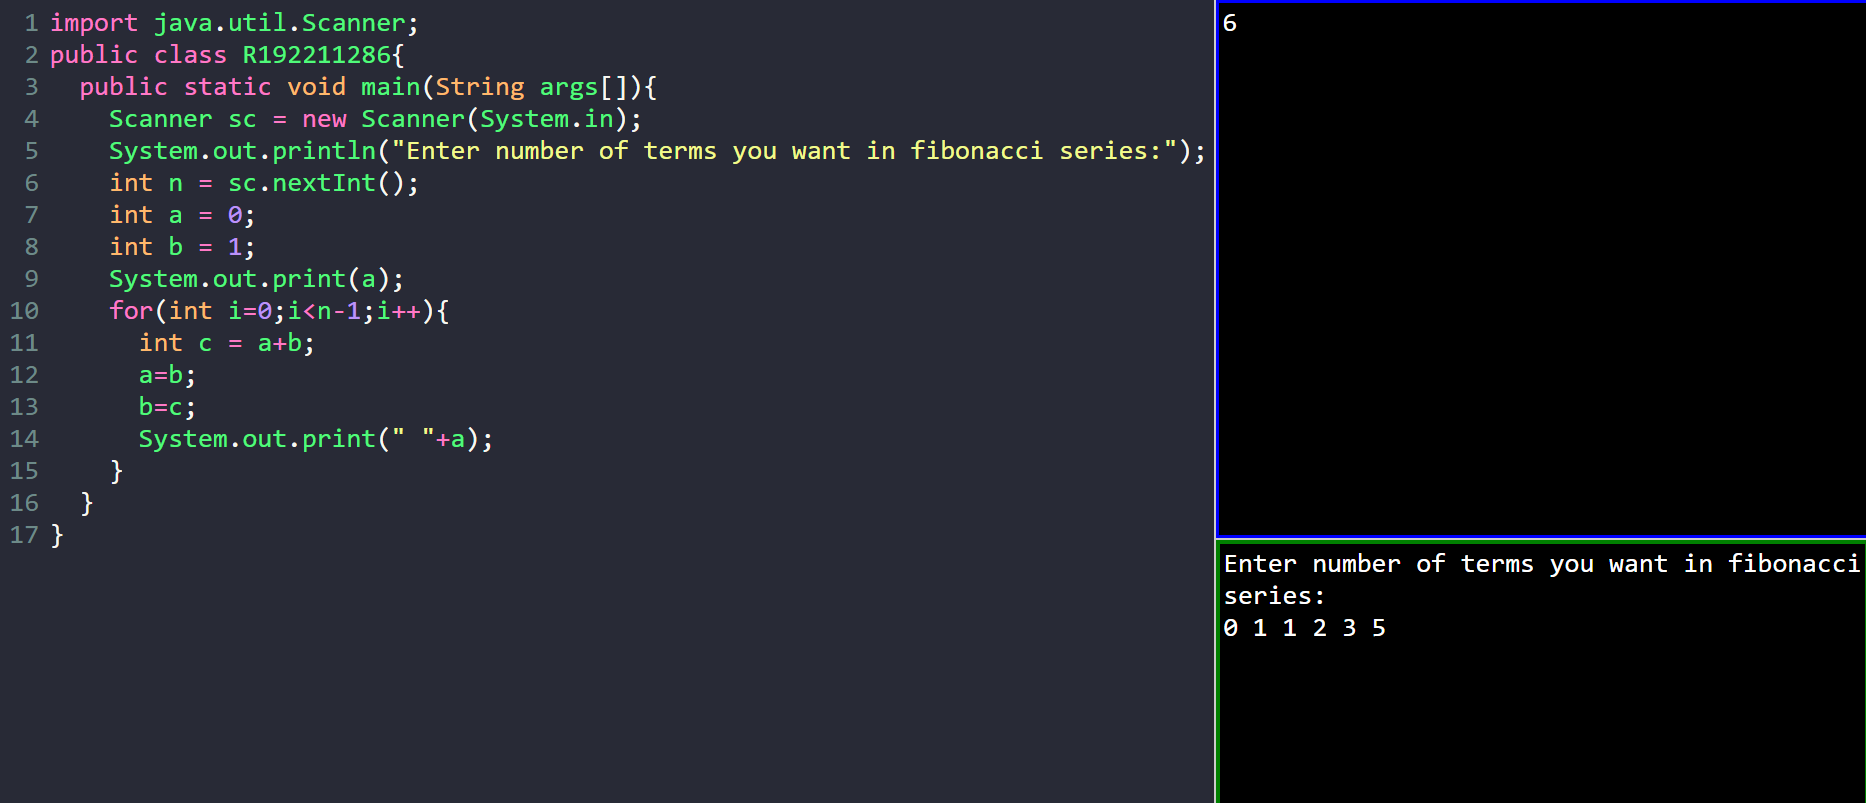 1 import java.util.Scanner;
2 public class R192211286{
3   public static void main(String args[]){
4     Scanner sc = new Scanner(System.in);
5     System.out.println("Enter number of terms you want in fibonacci series:");
6     int n = sc.nextInt();
7     int a = 0;
8     int b = 1;
9     System.out.print(a);
10     for(int i=0;i<n-1;i++){
11       int c = a+b;
12       a=b;
13       b=c;
14       System.out.print(" "+a);
15     }
16   }
17 }
6
Enter number of terms you want in fibonacci
series:
0 1 1 2 3 5